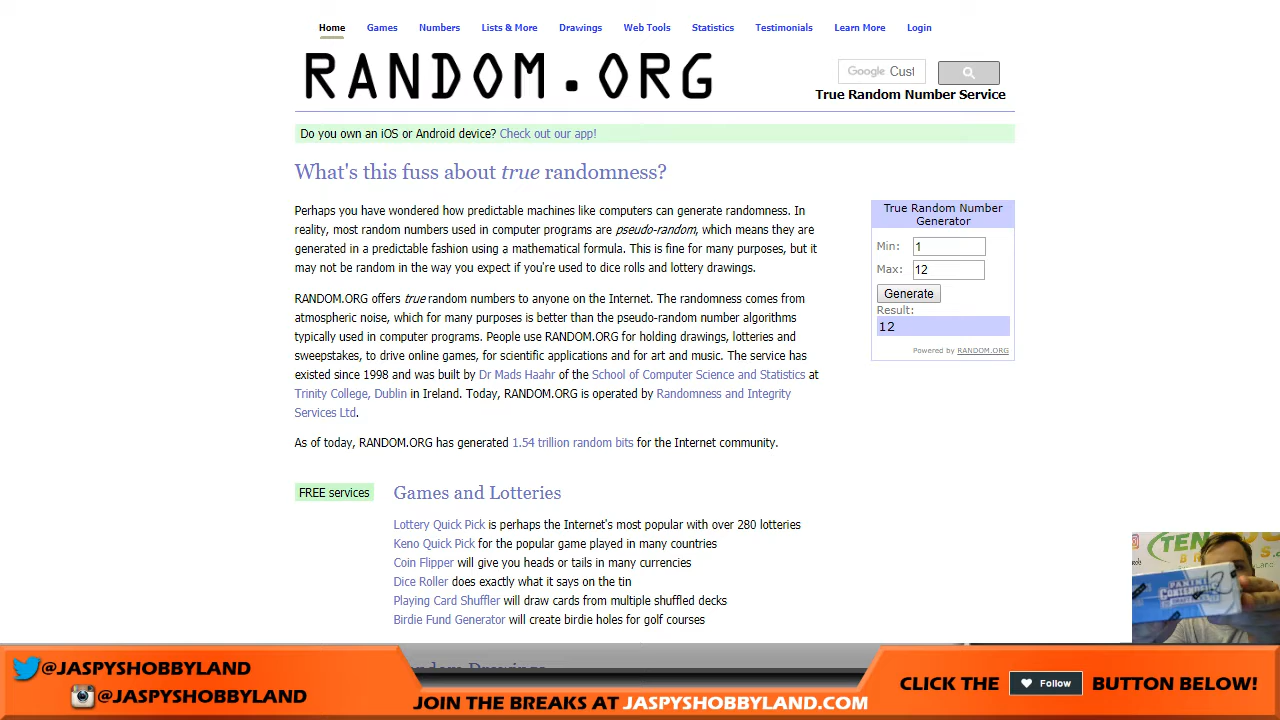 Home Games Numbers Lists & More Drawings Web Tools Statistics Testimonials Learn More Login
RANDOM.ORG
Google Cust
True Random Number Service
Do you own an iOS or Android device? Check out our app!
What's this fuss about true randomness?
Perhaps you have wondered how predictable machines like computers can generate randomness. In
reality, most random numbers used in computer programs are pseudo-random, which means they are
generated in a predictable fashion using a mathematical formula. This is fine for many purposes, but it
may not be random in the way you expect if you're used to dice rolls and lottery drawings.
RANDOM.ORG offers true random numbers to anyone on the Internet. The randomness comes from
atmospheric noise, which for many purposes is better than the pseudo-random number algorithms
typically used in computer programs. People use RANDOM.ORG for holding drawings, lotteries and
sweepstakes, to drive online games, for scientific applications and for art and music. The service has
existed since 1998 and was built by Dr Mads Haahr of the School of Computer Science and Statistics at
Trinity College, Dublin in Ireland. Today, RANDOM.ORG is operated by Randomness and Integrity
Services Ltd.
As of today, RANDOM.ORG has generated 1.54 trillion random bits for the Internet community.
True Random Number
Generator
Min: 1
Max: 12
Generate
Result:
12
Powered by RANDOM.ORG
FREE services
Games and Lotteries
Lottery Quick Pick is perhaps the Internet's most popular with over 280 lotteries
Keno Quick Pick for the popular game played in many countries
Coin Flipper will give you heads or tails in many currencies
Dice Roller does exactly what it says on the tin
Playing Card Shuffler will draw cards from multiple shuffled decks
Birdie Fund Generator will create birdie holes for golf courses
Random Drawings
PANINI
CONTENDERS
@JASPYSHOBBYLAND
@JASPYSHOBBYLAND
JOIN THE BREAKS AT JASPYSHOBBYLAND.COM
CLICK THE Follow BUTTON BELOW!